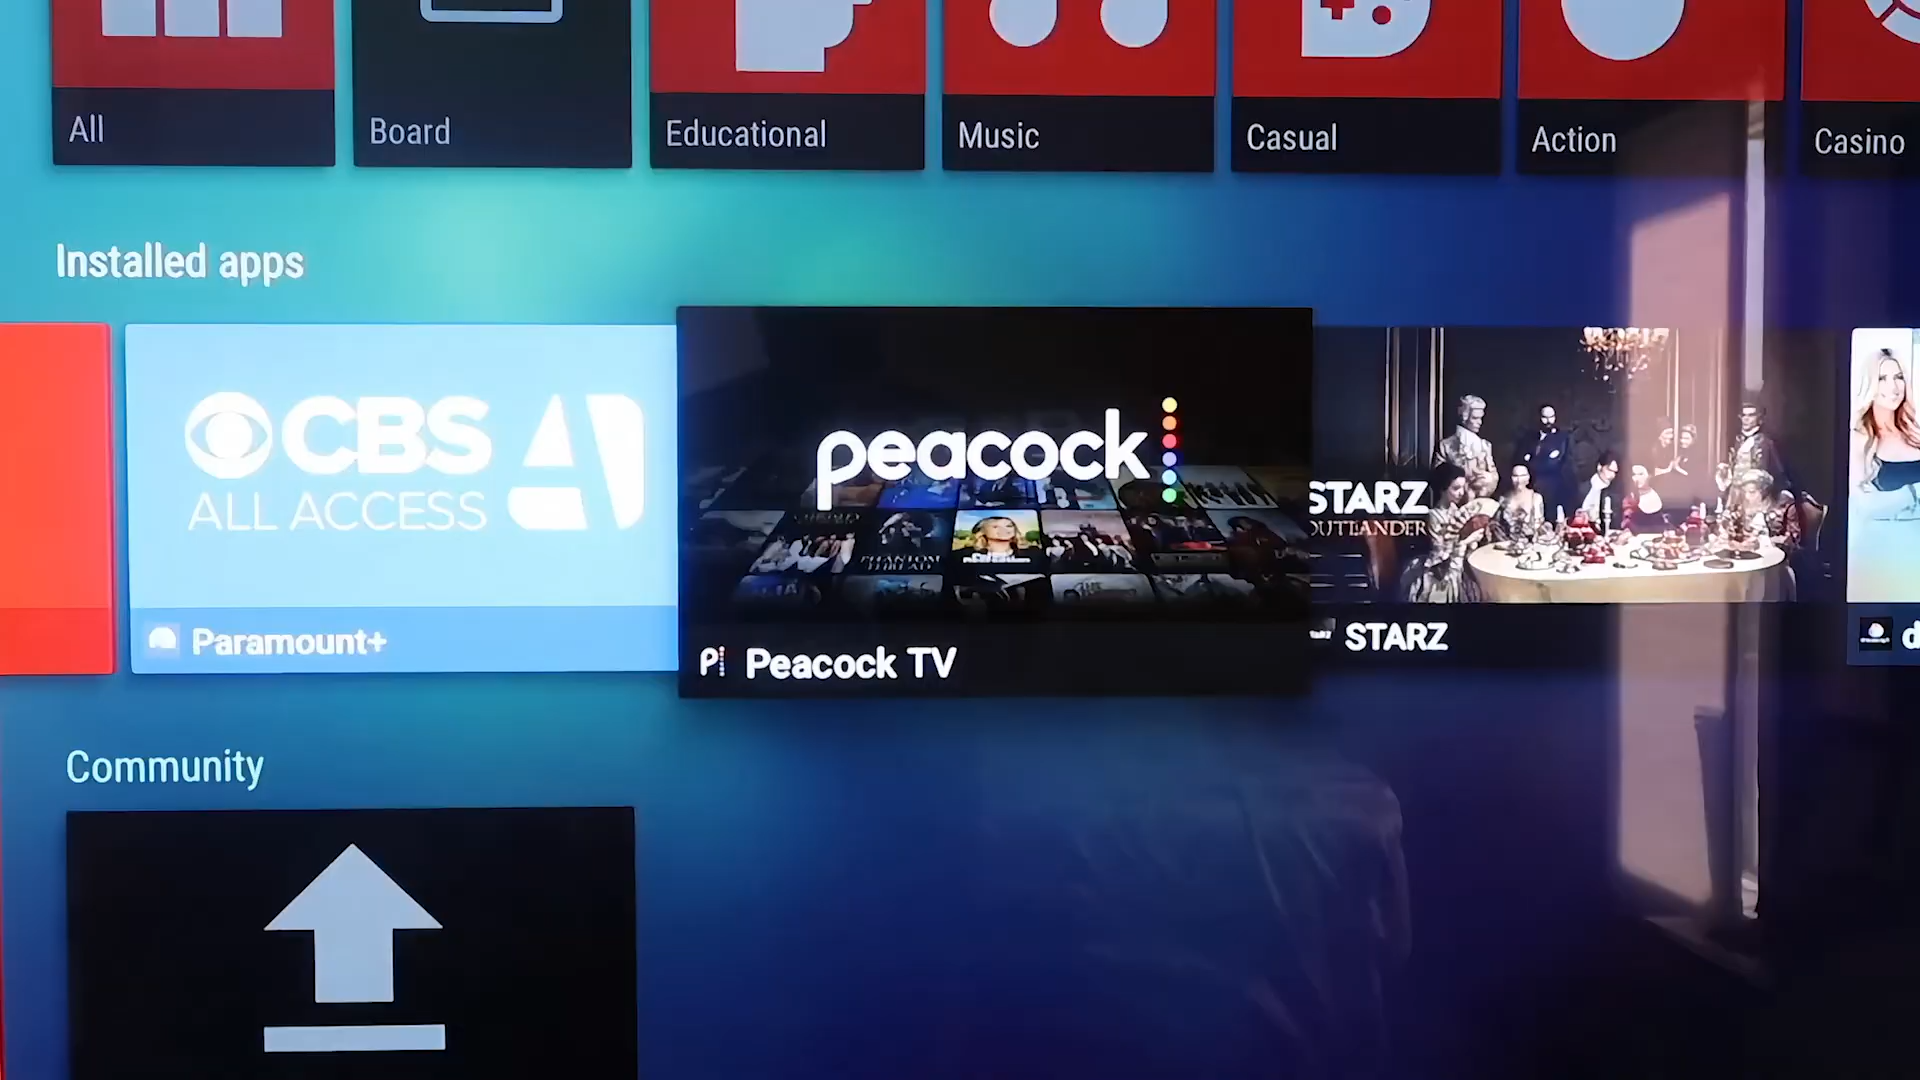 All
Board
Educational
Music
Casual
Action
Casino
Installed apps
CBS
ALL ACCESS
Paramount+
peacock
Peacock TV
STARZ
OUTLANDER
STARZ
Community